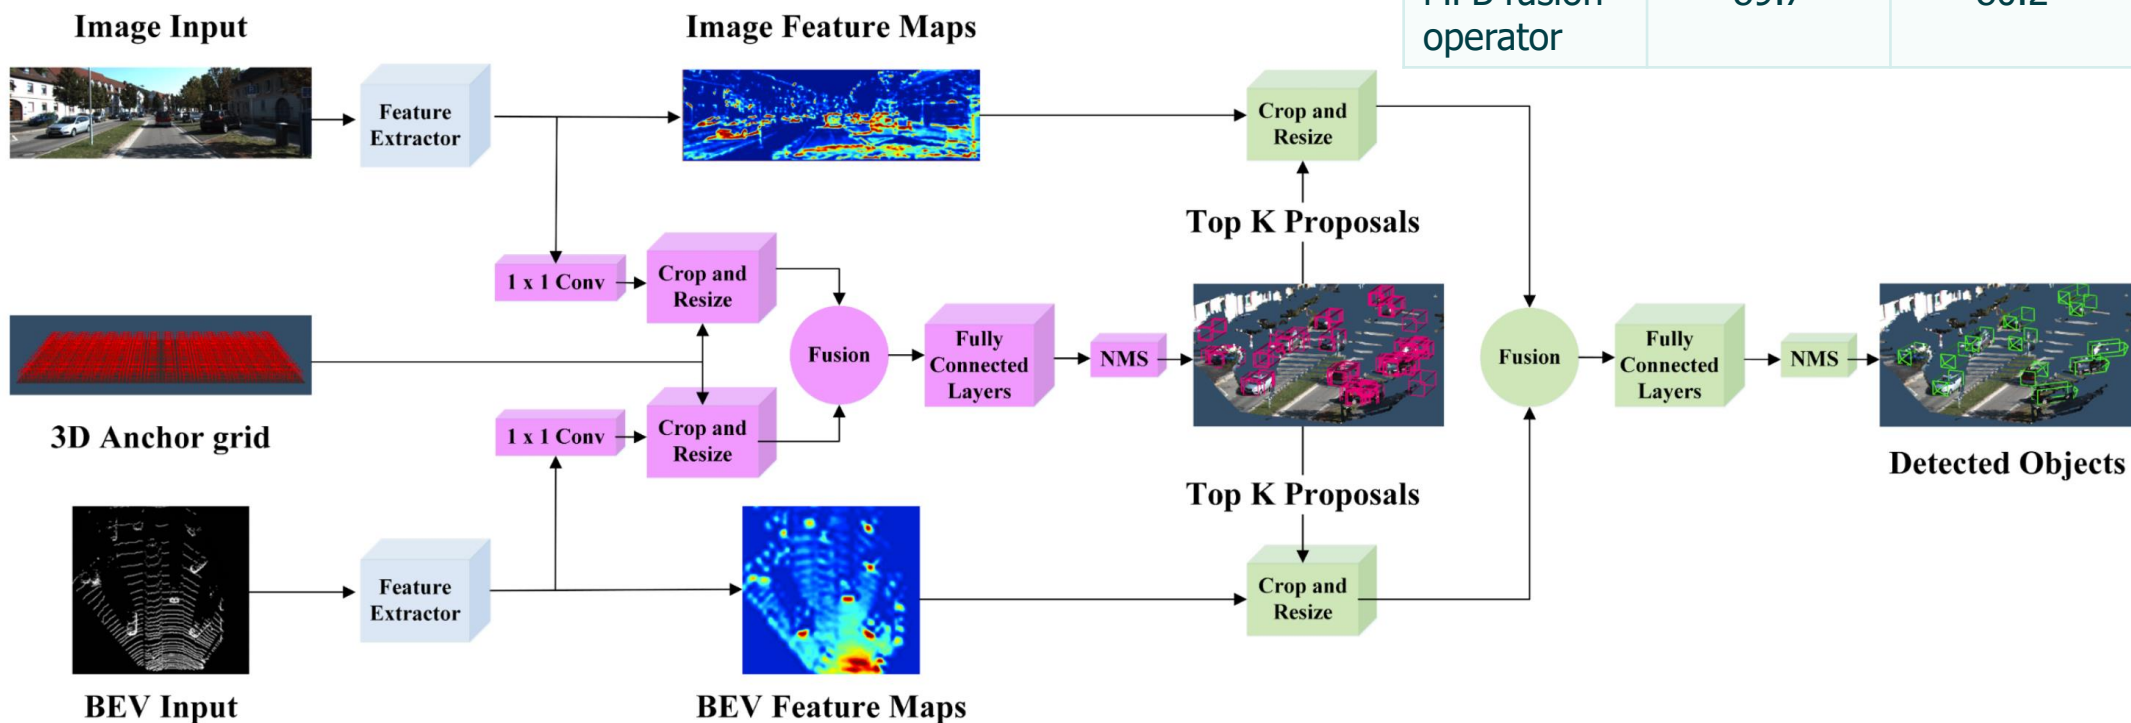 Image Input
Image Feature Maps
operator
Feature
Extractor
Crop and
Resize
Top K Proposals
1 x 1 Conv
Crop and
Resize
3D Anchor grid
Fusion
Fully
Connected
Layers
NMS
Fusion
Fully
Connected
Layers
NMS
Detected Objects
1 x 1 Conv
Crop and
Resize
Top K Proposals
Feature
Extractor
Crop and
Resize
BEV Input
BEV Feature Maps